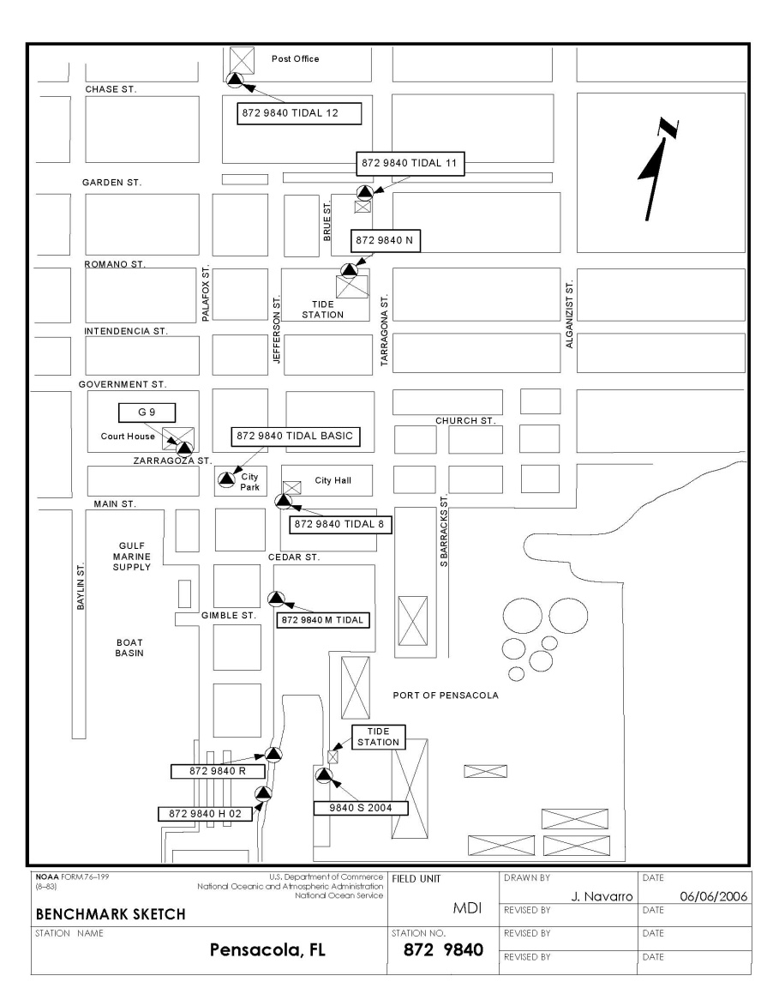 Post Office
CHASE ST.
872 9840 TIDAL 12
N
872 9840 TIDAL 11
GARDEN ST.
BRUE ST.
872 9840 N
ROMANO ST.
PALAFOX ST.
JEFFERSON ST.
TIDE
STATION
TARRAGONA ST.
ALGANIZIST ST.
INTENDENCIA ST.
GOVERNMENT ST.
G 9
CHURCH ST.
Court House
872 9840 TIDAL BASIC
ZARRAGOZA ST.
City
Park
City Hall
MAIN ST.
872 9840 TIDAL 8
S BARRACKS ST.
GULF
MARINE
SUPPLY
CEDAR ST.
BAYLIN ST.
GIMBLE ST.
872 9840 M TIDAL
BOAT
BASIN
PORT OF PENSACOLA
TIDE
STATION
872 9840 R
872 9840 H 02
9840 S 2004
NOAA FORM 76–199
(8–83)
U.S. Department of Commerce
National Oceanic and Atmospheric Administration
National Ocean Service
BENCHMARK SKETCH
FIELD UNIT
MDI
DRAWN BY
J. Navarro
DATE
06/06/2006
REVISED BY
DATE
STATION NAME
Pensacola, FL
STATION NO.
872 9840
REVISED BY
DATE
REVISED BY
DATE